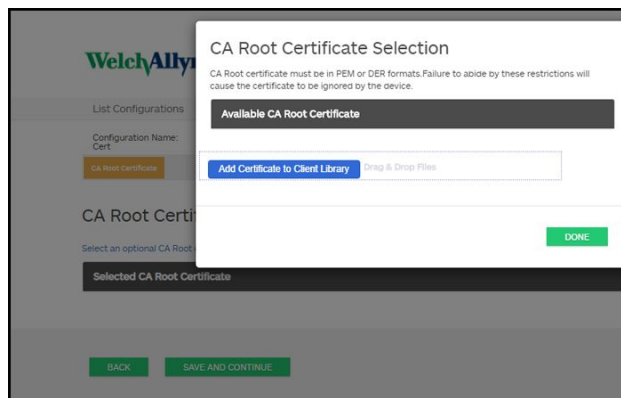 CA Root Certificate Selection
CA Root certificate must be in PEM or DER formats.Failure to abide by these restrictions will
cause the certificate to be ignored by the device.
Available CA Root Certificate
Add Certificate to Client Library Drag & Drop Files
DONE
WelchAllyn
List Configurations
Configuration Name:
Cert
CA Root Certificate
CA Root Certi
Select an optional CA Root
Selected CA Root Certificate
BACK SAVE AND CONTINUE